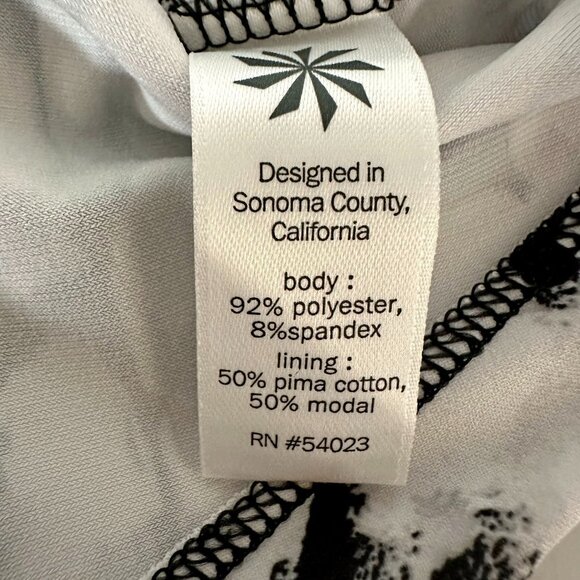 Designed in
Sonoma County,
California
body :
92% polyester,
8%spandex
lining :
50% pima cotton,
50% modal
RN #54023